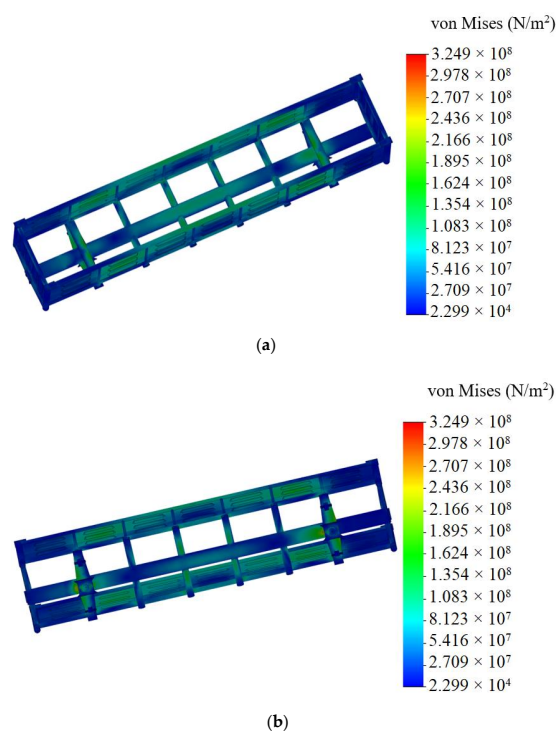 von Mises (N/m²)
3.249 × 10⁸
2.978 × 10⁸
2.707 × 10⁸
2.436 × 10⁸
2.166 × 10⁸
1.895 × 10⁸
1.624 × 10⁸
1.354 × 10⁸
1.083 × 10⁸
8.123 × 10⁷
5.416 × 10⁷
2.709 × 10⁷
2.299 × 10⁴
(a)
von Mises (N/m²)
3.249 × 10⁸
2.978 × 10⁸
2.707 × 10⁸
2.436 × 10⁸
2.166 × 10⁸
1.895 × 10⁸
1.624 × 10⁸
1.354 × 10⁸
1.083 × 10⁸
8.123 × 10⁷
5.416 × 10⁷
2.709 × 10⁷
2.299 × 10⁴
(b)